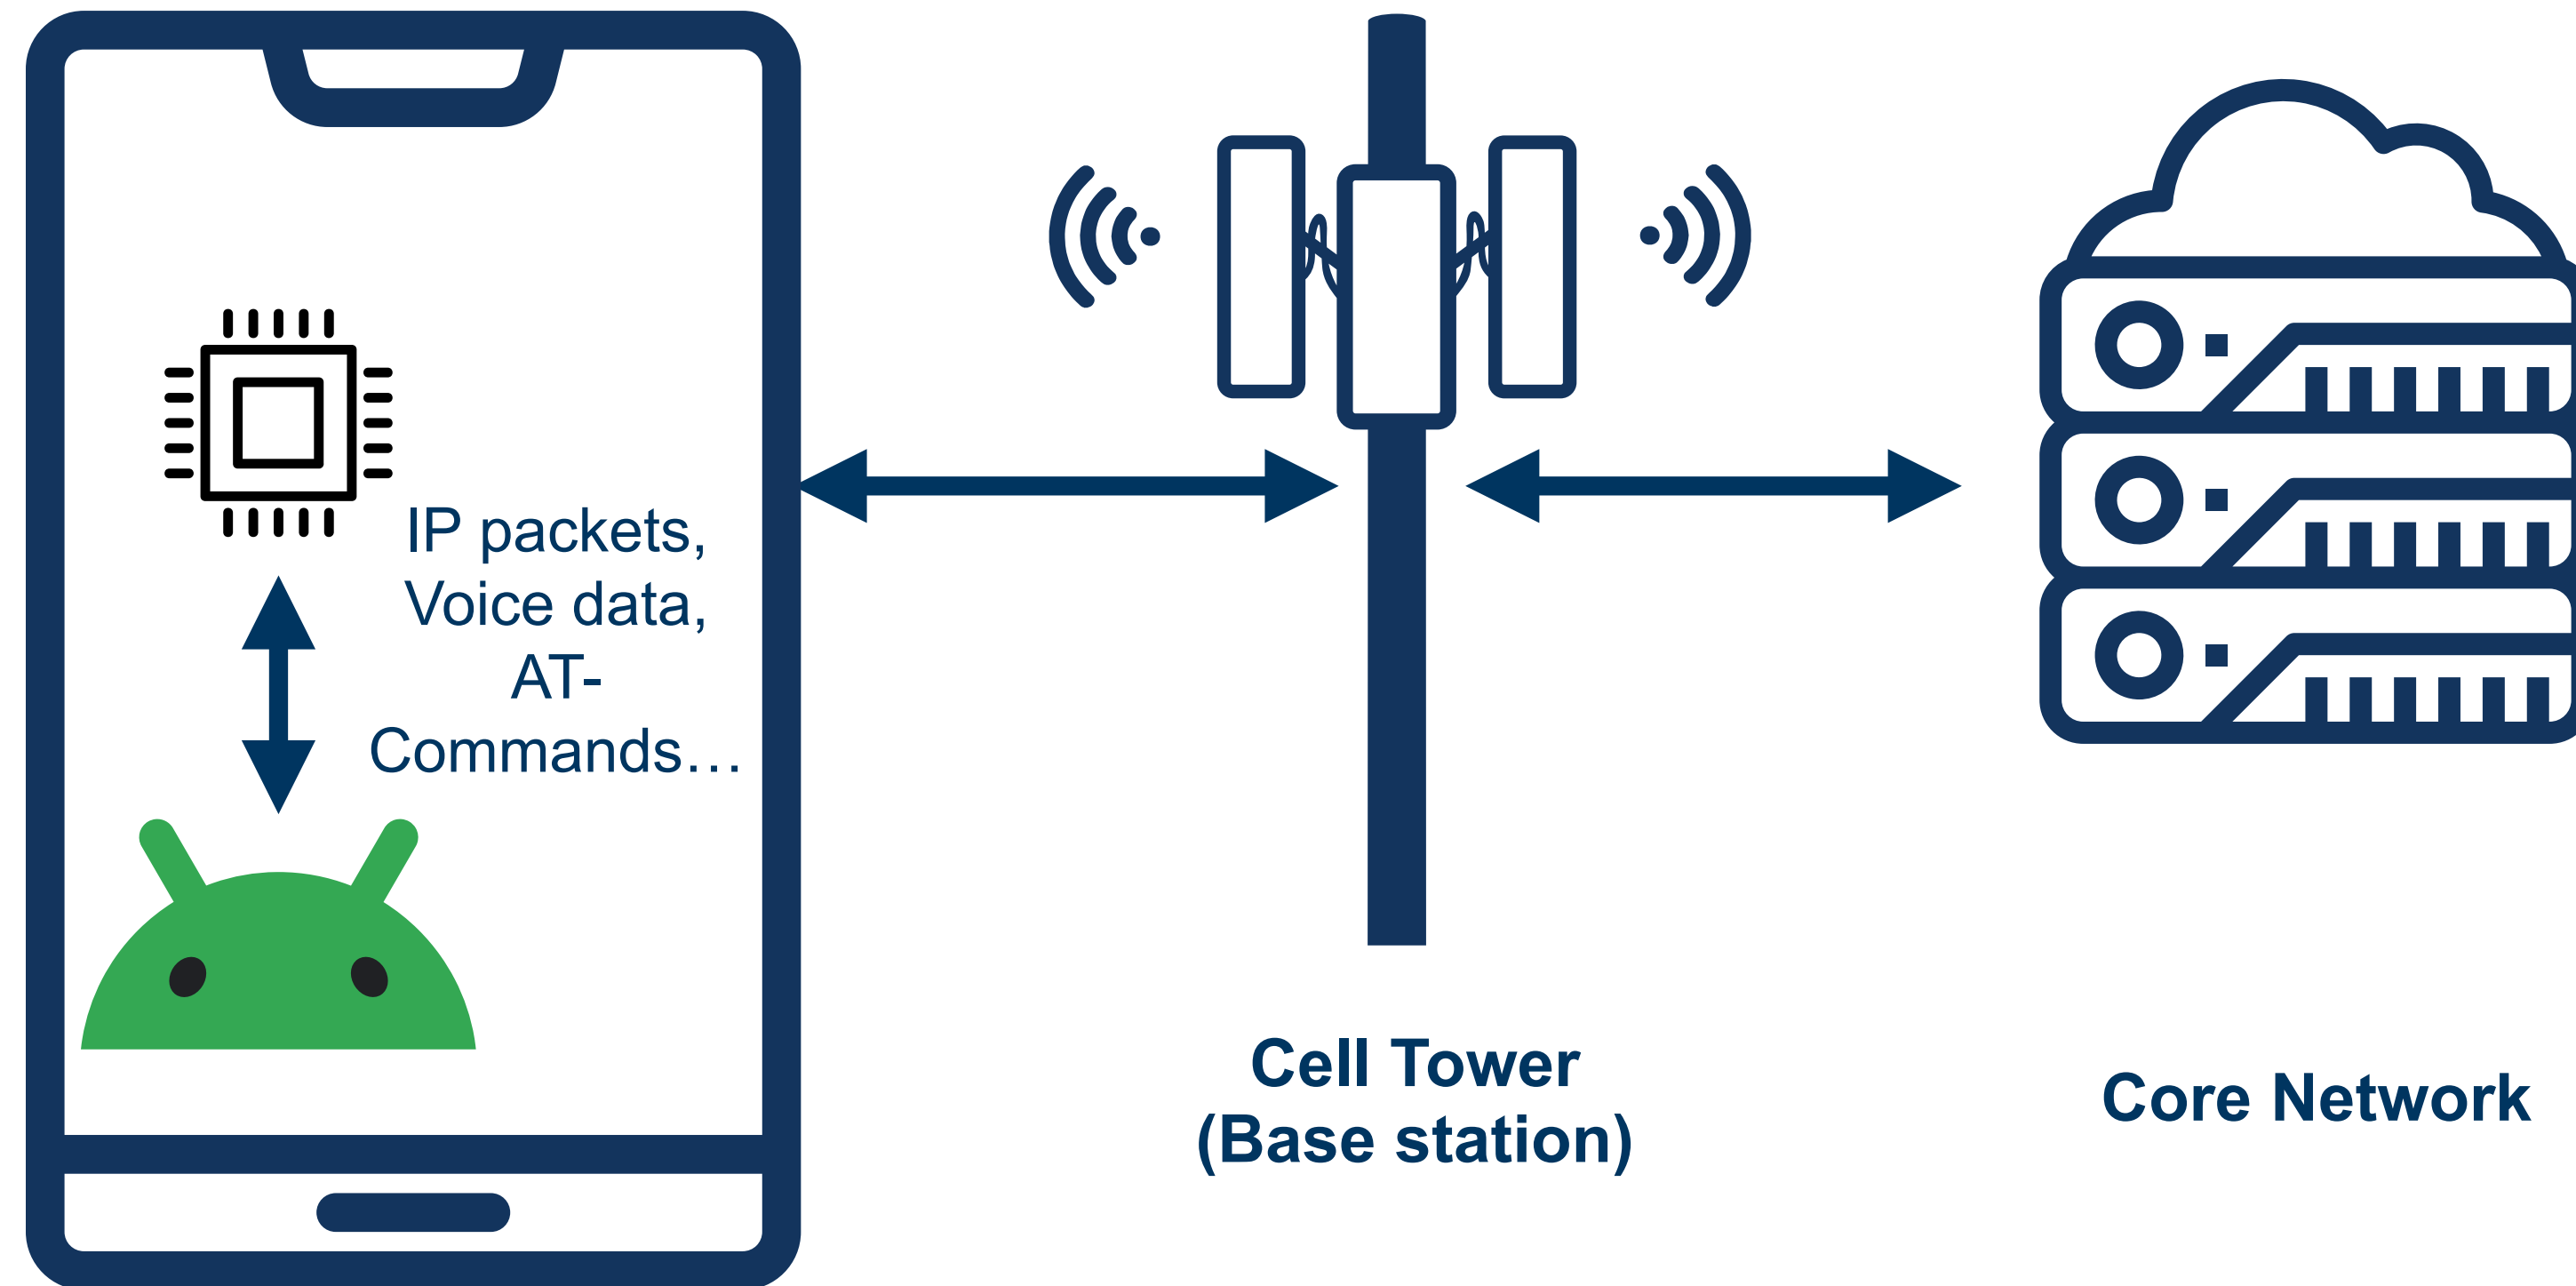 IP packets,
Voice data,
AT-
Commands…
Cell Tower
(Base station)
Core Network